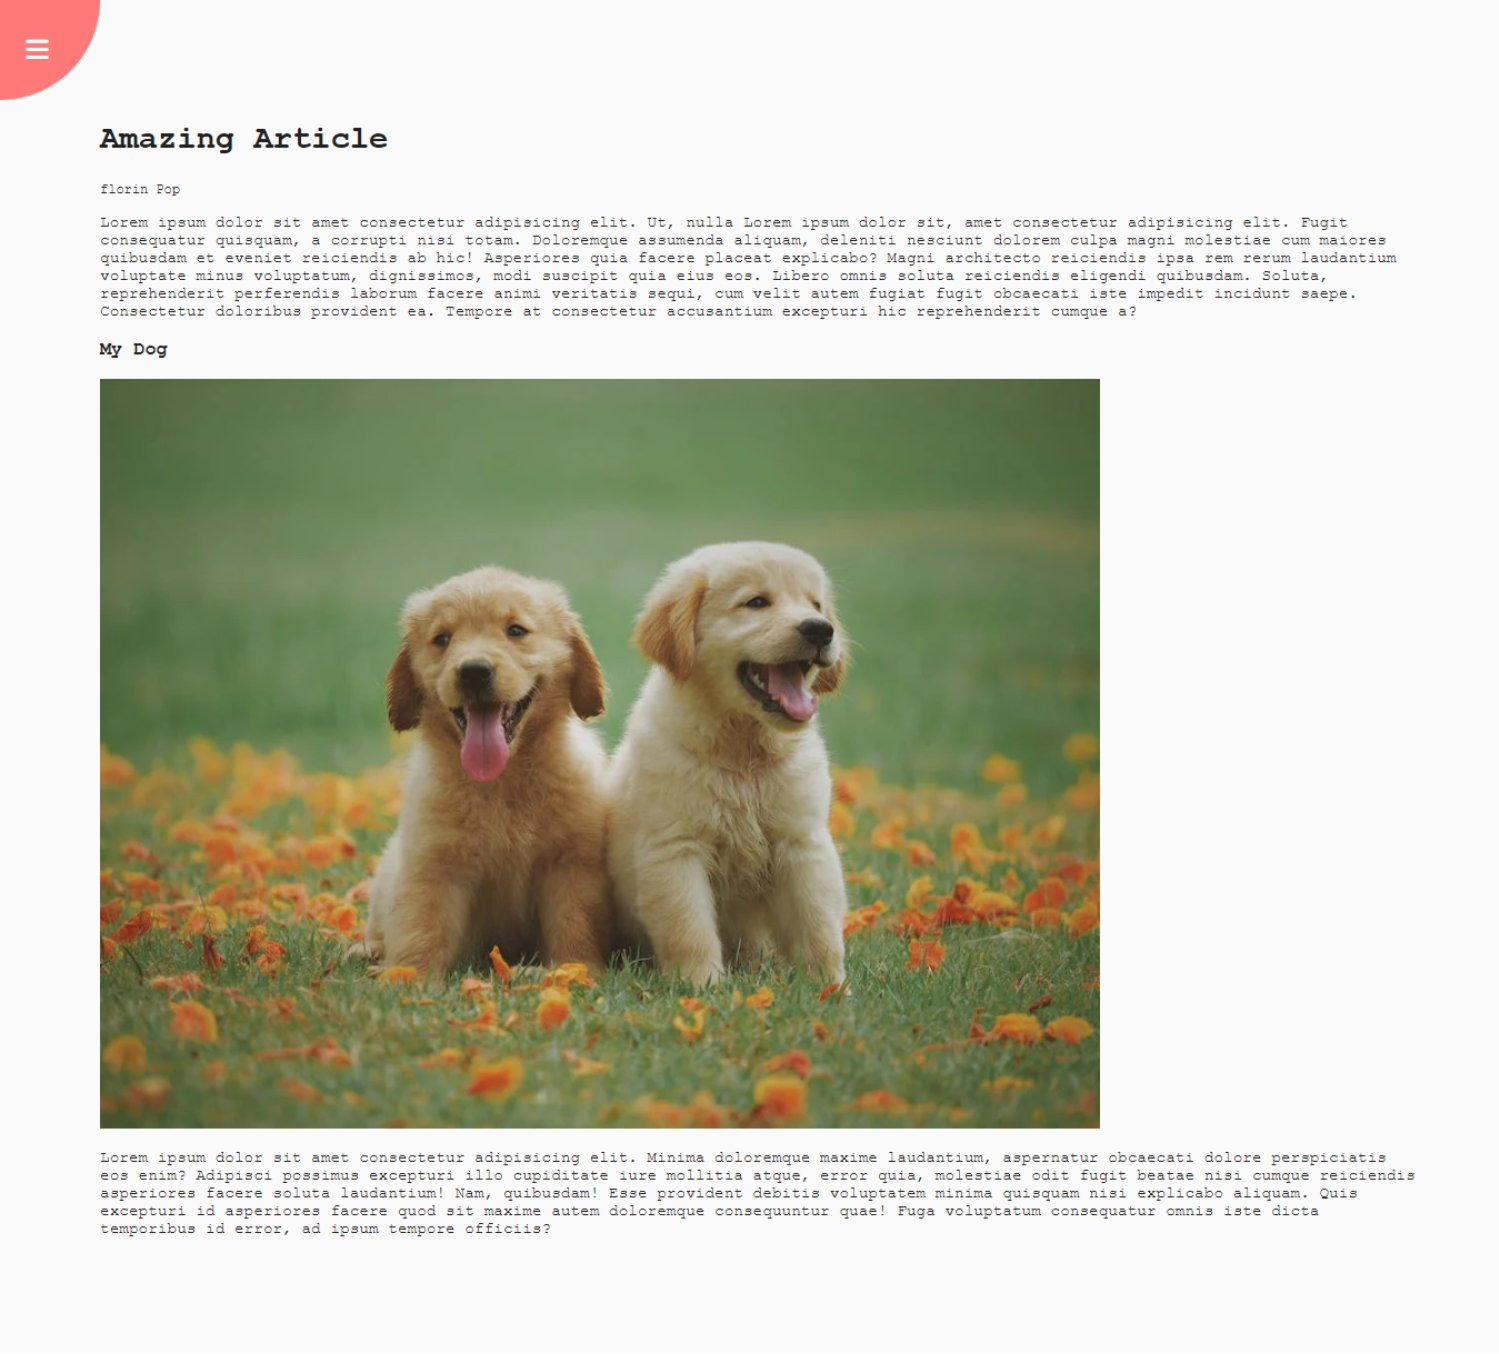 Amazing Article
florin Pop
Lorem ipsum dolor sit amet consectetur adipisicing elit. Ut, nulla Lorem ipsum dolor sit, amet consectetur adipisicing elit. Fugit
consequatur quisquam, a corrupti nisi totam. Doloremque assumenda aliquam, deleniti nesciunt dolorem culpa magni molestiae cum maiores
quibusdam et eveniet reiciendis ab hic! Asperiores quia facere placeat explicabo? Magni architecto reiciendis ipsa rem rerum laudantium
voluptate minus voluptatum, dignissimos, modi suscipit quia eius eos. Libero omnis soluta reiciendis eligendi quibusdam. Soluta,
reprehenderit perferendis laborum facere animi veritatis sequi, cum velit autem fugiat fugit obcaecati iste impedit incidunt saepe.
Consectetur doloribus provident ea. Tempore at consectetur accusantium excepturi hic reprehenderit cumque a?
My Dog
Lorem ipsum dolor sit amet consectetur adipisicing elit. Minima doloremque maxime laudantium, aspernatur obcaecati dolore perspiciatis
eos enim? Adipisci possimus excepturi illo cupiditate iure mollitia atque, error quia, molestiae odit fugit beatae nisi cumque reiciendis
asperiores facere soluta laudantium! Nam, quibusdam! Esse provident debitis voluptatem minima quisquam nisi explicabo aliquam. Quis
excepturi id asperiores facere quod sit maxime autem doloremque consequuntur quae! Fuga voluptatum consequatur omnis iste dicta
temporibus id error, ad ipsum tempore officiis?